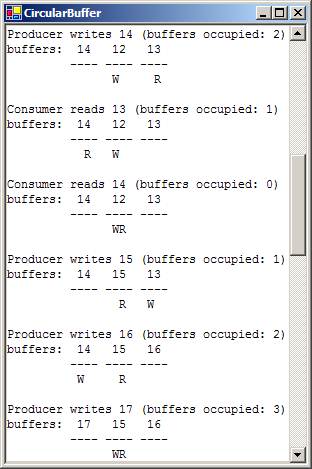 CircularBuffer
Producer writes 14 (buffers occupied: 2)
buffers:  14   12   13
         ---- ---- ----
               W     R
Consumer reads 13 (buffers occupied: 1)
buffers:  14   12   13
         ---- ---- ----
           R   W
Consumer reads 14 (buffers occupied: 0)
buffers:  14   12   13
         ---- ---- ----
               WR
Producer writes 15 (buffers occupied: 1)
buffers:  14   15   13
         ---- ---- ----
                R   W
Producer writes 16 (buffers occupied: 2)
buffers:  14   15   16
         ---- ---- ----
          W     R
Producer writes 17 (buffers occupied: 3)
buffers:  17   15   16
         ---- ---- ----
               WR